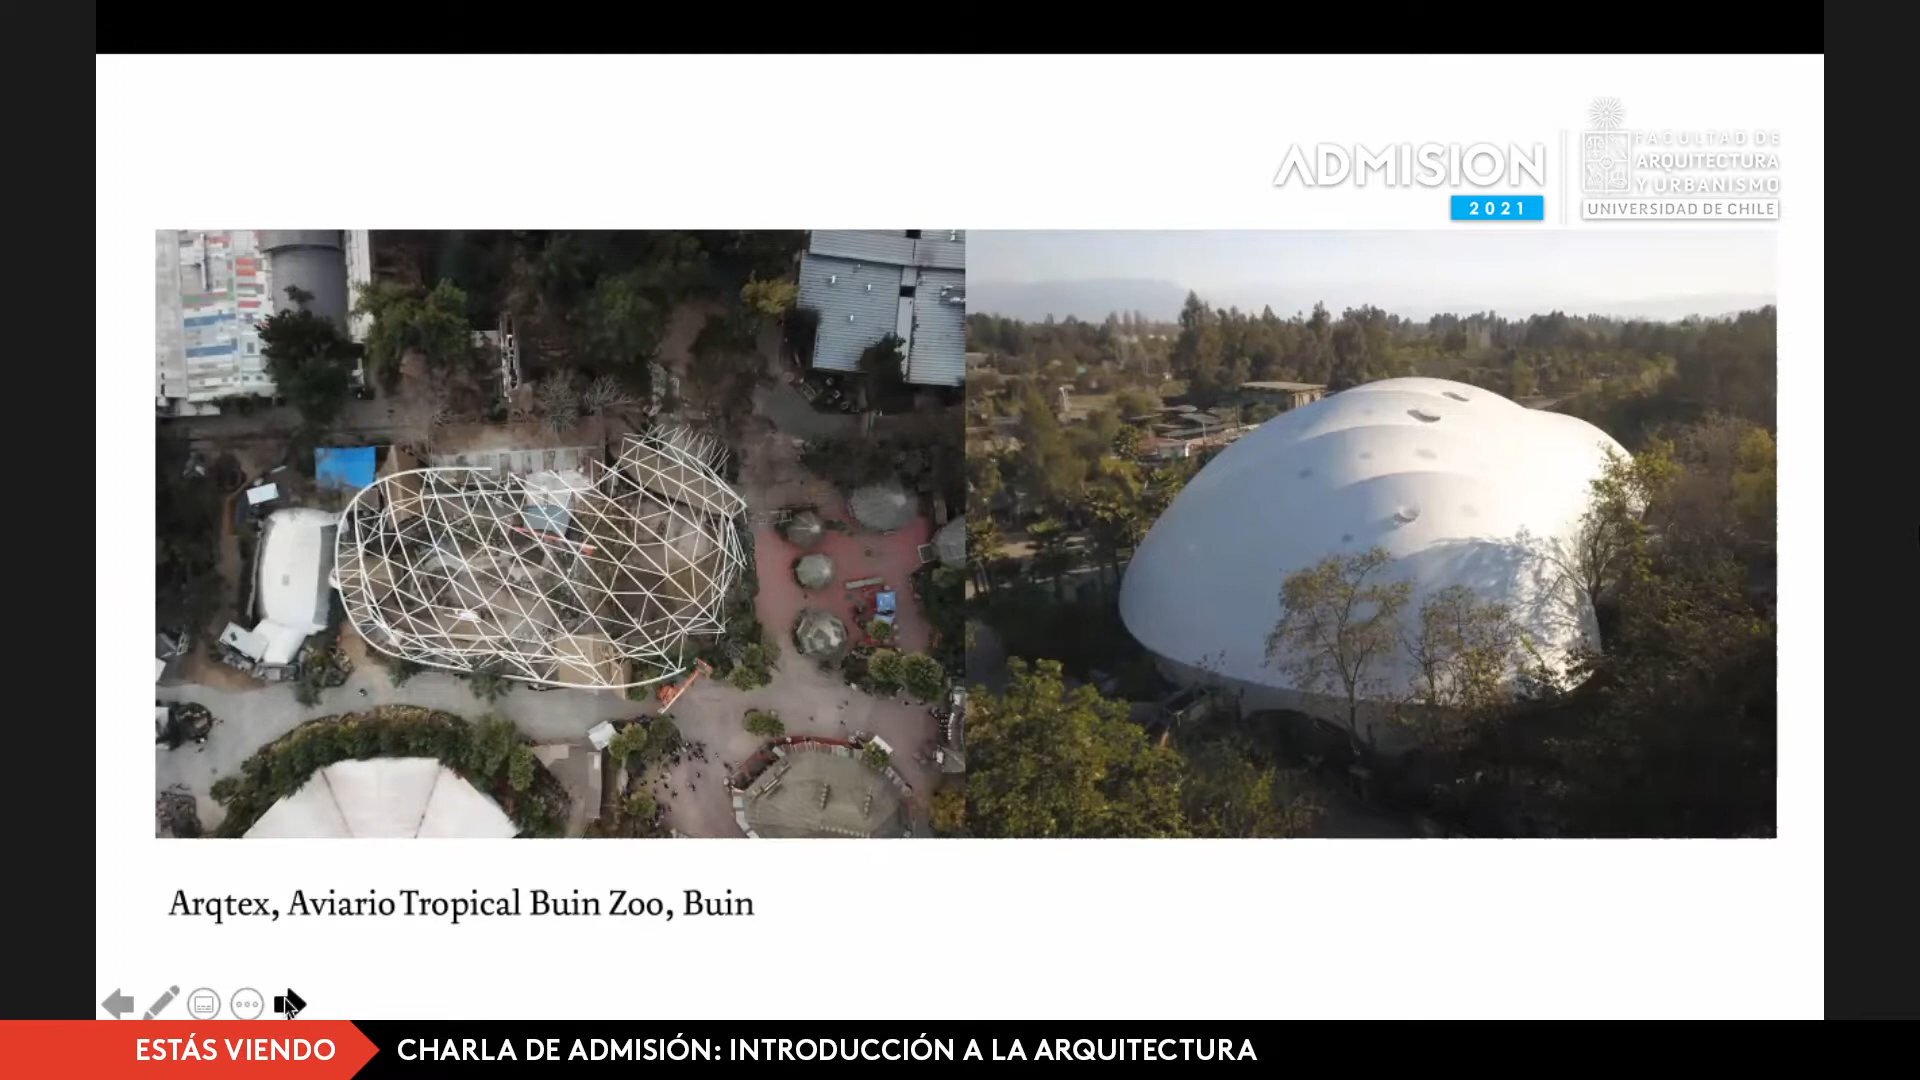 ADMISION
2021
FACULTAD DE
ARQUITECTURA
Y URBANISMO
UNIVERSIDAD DE CHILE
Arqtex, Aviario Tropical Buin Zoo, Buin
ESTÁS VIENDO
CHARLA DE ADMISIÓN: INTRODUCCIÓN A LA ARQUITECTURA